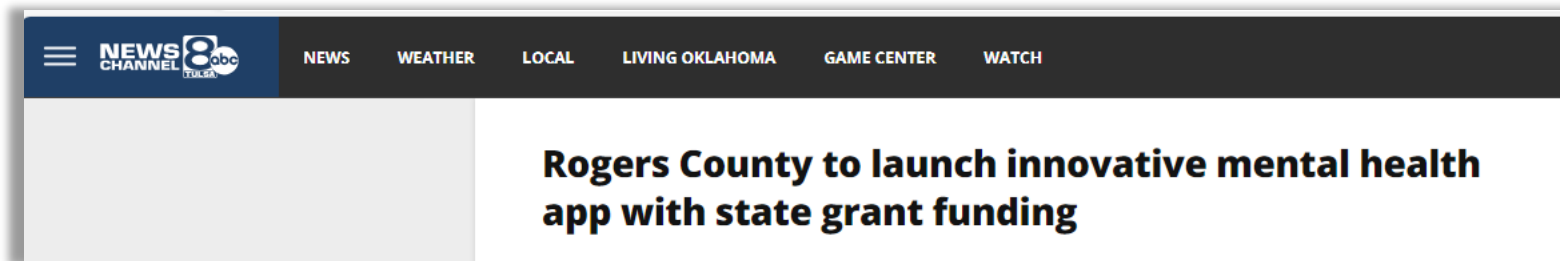 NEWS CHANNEL 8 abc TULSA NEWS WEATHER LOCAL LIVING OKLAHOMA GAME CENTER WATCH
Rogers County to launch innovative mental health
app with state grant funding